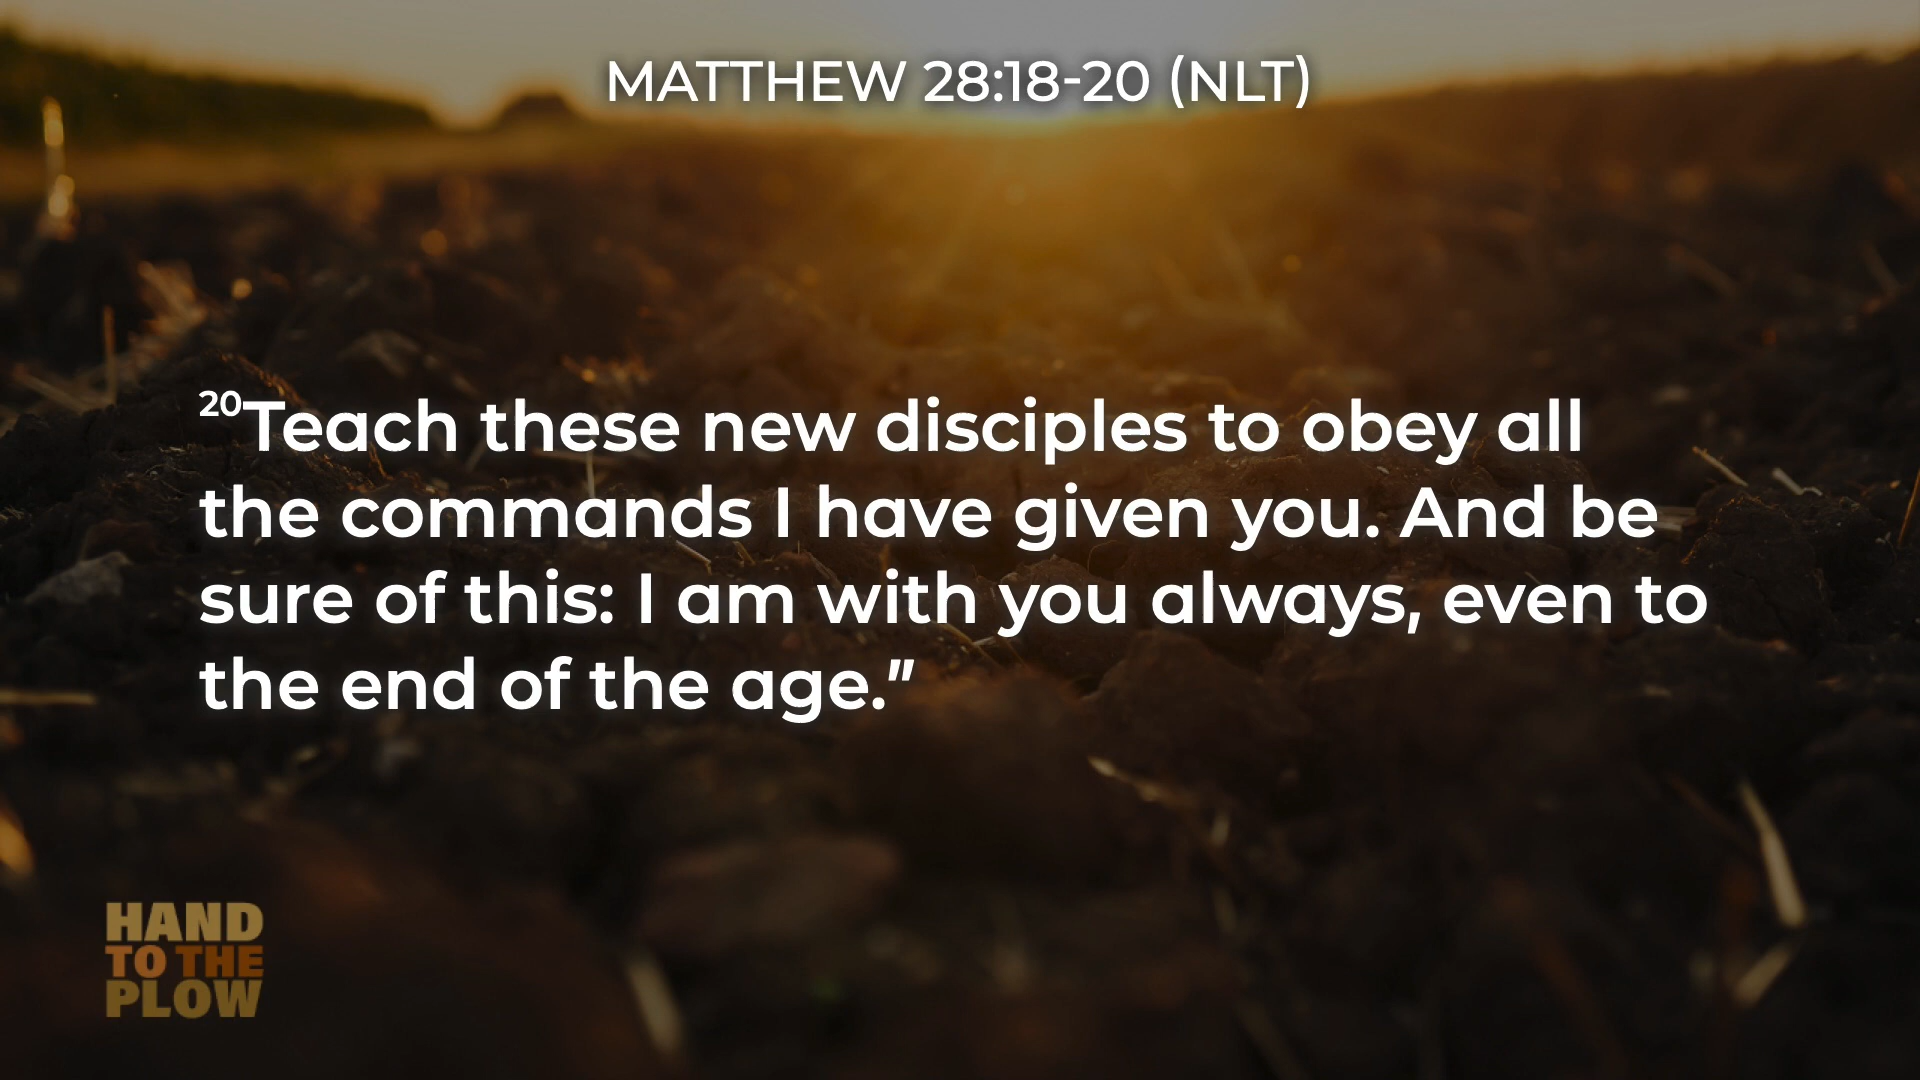 MATTHEW 28:18-20 (NLT)
20Teach these new disciples to obey all
the commands I have given you. And be
sure of this: I am with you always, even to
the end of the age."
HAND
TO THE
PLOW